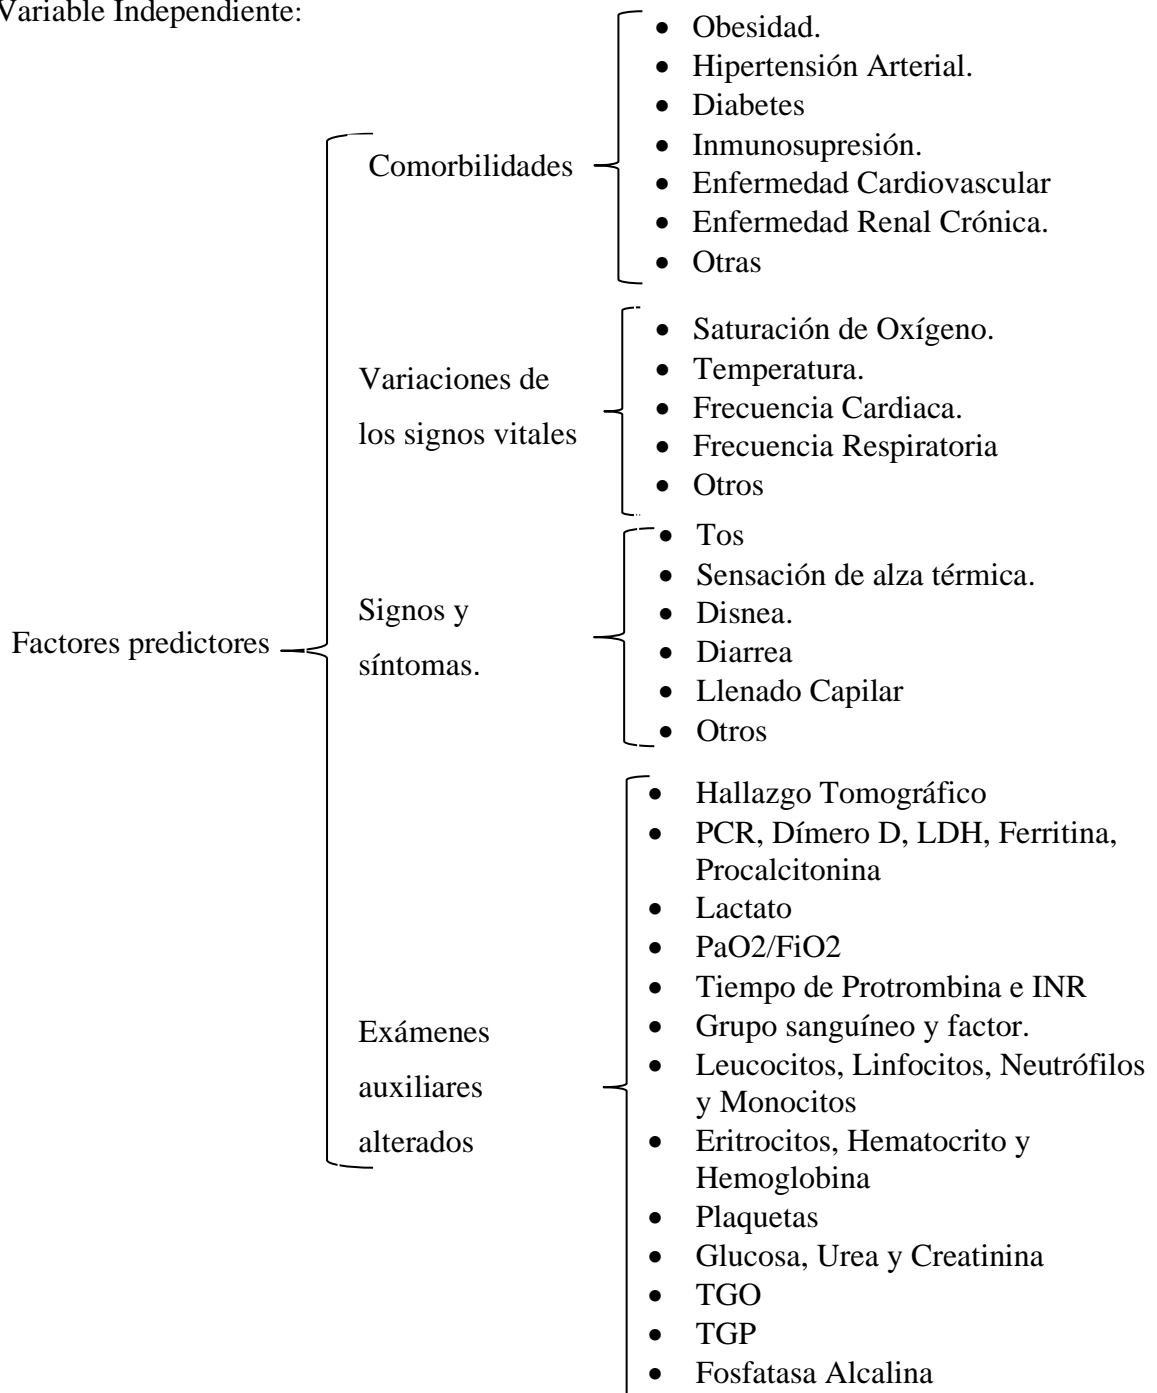 Variable Independiente:
Factores predictores
Comorbilidades
• Obesidad.
• Hipertensión Arterial.
• Diabetes
• Inmunosupresión.
• Enfermedad Cardiovascular
• Enfermedad Renal Crónica.
• Otras
Variaciones de
los signos vitales
• Saturación de Oxígeno.
• Temperatura.
• Frecuencia Cardiaca.
• Frecuencia Respiratoria
• Otros
Signos y
síntomas.
• Tos
• Sensación de alza térmica.
• Disnea.
• Diarrea
• Llenado Capilar
• Otros
Exámenes
auxiliares
alterados
• Hallazgo Tomográfico
• PCR, Dímero D, LDH, Ferritina,
Procalcitonina
• Lactato
• PaO2/FiO2
• Tiempo de Protrombina e INR
• Grupo sanguíneo y factor.
• Leucocitos, Linfocitos, Neutrófilos
y Monocitos
• Eritrocitos, Hematocrito y
Hemoglobina
• Plaquetas
• Glucosa, Urea y Creatinina
• TGO
• TGP
• Fosfatasa Alcalina